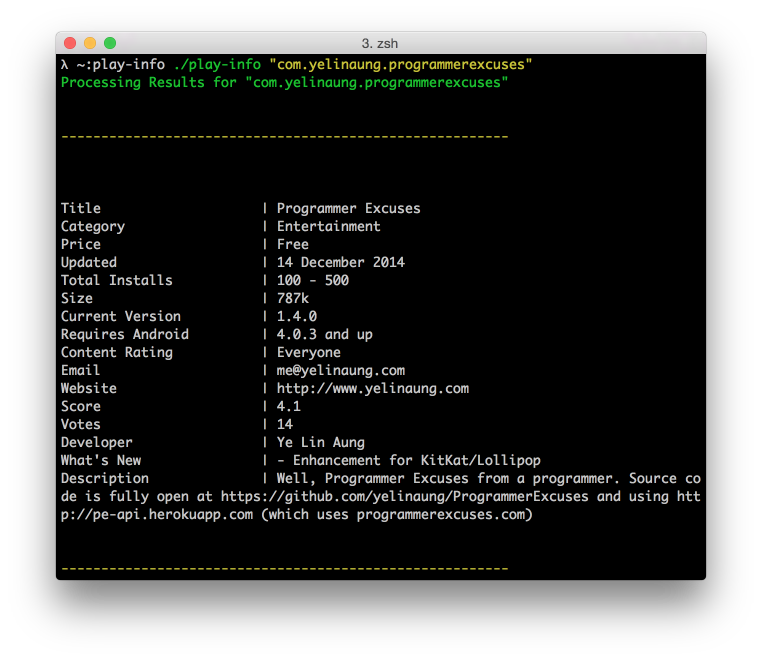 3. zsh
λ ~:play-info ./play-info "com.yelinaung.programmerexcuses"
Processing Results for "com.yelinaung.programmerexcuses"
--------------------------------------------------------
Title | Programmer Excuses
Category | Entertainment
Price | Free
Updated | 14 December 2014
Total Installs | 100 - 500
Size | 787k
Current Version | 1.4.0
Requires Android | 4.0.3 and up
Content Rating | Everyone
Email | me@yelinaung.com
Website | http://www.yelinaung.com
Score | 4.1
Votes | 14
Developer | Ye Lin Aung
What's New | - Enhancement for KitKat/Lollipop
Description | Well, Programmer Excuses from a programmer. Source co
de is fully open at https://github.com/yelinaung/ProgrammerExcuses and using htt
p://pe-api.herokuapp.com (which uses programmerexcuses.com)
--------------------------------------------------------